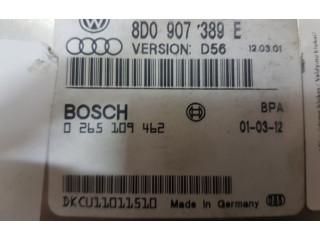 8D0 907 389 E
VERSION: D56 12.03.01
BOSCH BPA
0 265 109 462 01-03-12
DKCU11011510 Made in Germany